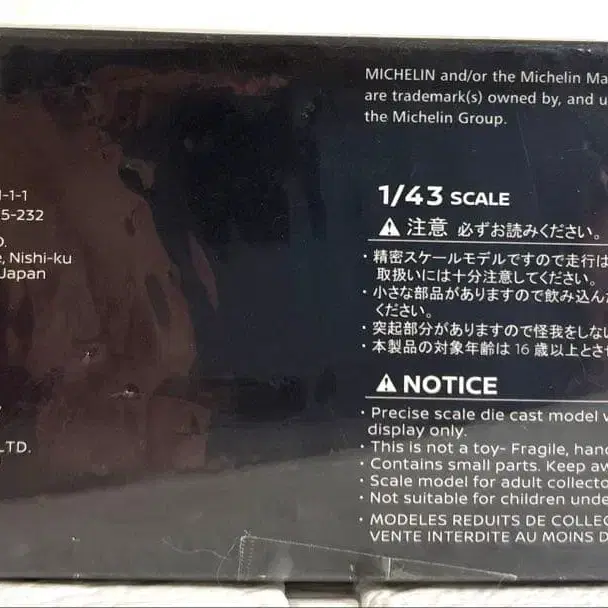 MICHELIN and/or the Michelin Ma
are trademark(s) owned by, and u
the Michelin Group.
-1-1
5-232
O.
, Nishi-ku
Japan
LTD.
1/43 SCALE
注意 必ずお読みください。
・精密スケールモデルですので走行は
取扱いには十分注意してください。
・小さな部品がありますので飲み込ん
ください。
・突起部分がありますので怪我をしない
・本製品の対象年齢は16歳以上とさせ
NOTICE
・Precise scale die cast model
display only.
・This is not a toy- Fragile, hand
・Contains small parts. Keep aw
・Scale model for adult collecto
・Not suitable for children unde
・MODELES REDUITS DE COLLEC
VENTE INTERDITE AU MOINS D